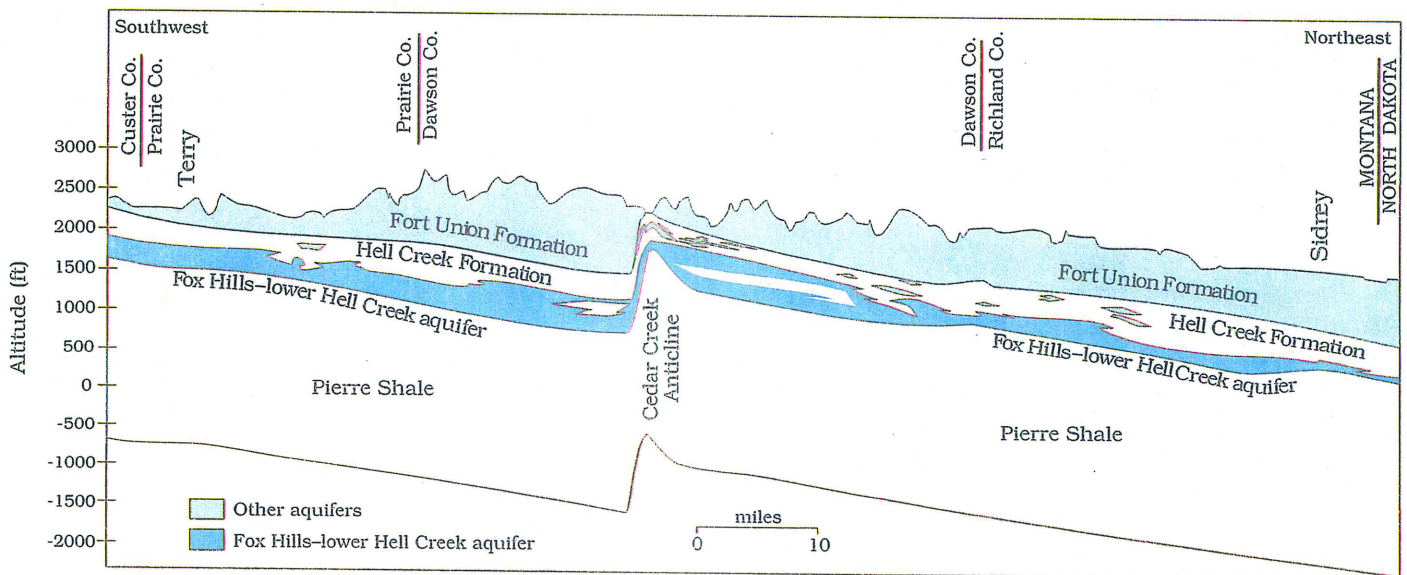 Southwest
Northeast
Custer Co.
Prairie Co.
Terry
Prairie Co.
Dawson Co.
Dawson Co.
Richland Co.
Sidrey
MONTANA
NORTH DAKOTA
Altitude (ft)
3000
2500
2000
1500
1000
500
0
-500
-1000
-1500
-2000
Fort Union Formation
Hell Creek Formation
Fox Hills–lower Hell Creek aquifer
Pierre Shale
Cedar Creek
Anticline
Fort Union Formation
Hell Creek Formation
Fox Hills–lower Hell Creek aquifer
Pierre Shale
Other aquifers
Fox Hills–lower Hell Creek aquifer
miles
0 10